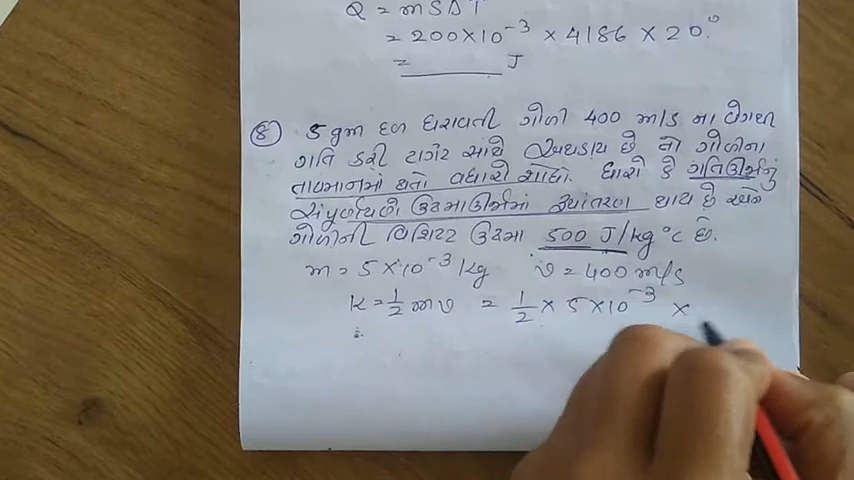 Q = mSΔT
= 200×10⁻³ × 4186 × 20°
= ______ J
⑧ 5 gm દળ ધરાવતી ગોળી 400 m/s ના વેગથી
ગતિ કરી ટાર્ગેટ સાથે અથડાય છે તો ગોળીના
તાપમાનમાં થતો વધારો શોધો. ધારો કે ગતિઊર્જાનું
સંપુર્ણપણે ઉષ્માઊર્જામાં રૂપાંતરણ થાય છે અને
ગોળીની વિશિષ્ટ ઉષ્મા 500 J/kg °C છે.
m = 5×10⁻³ kg v = 400 m/s
K = 1/2 mv = 1/2 × 5×10⁻³ ×